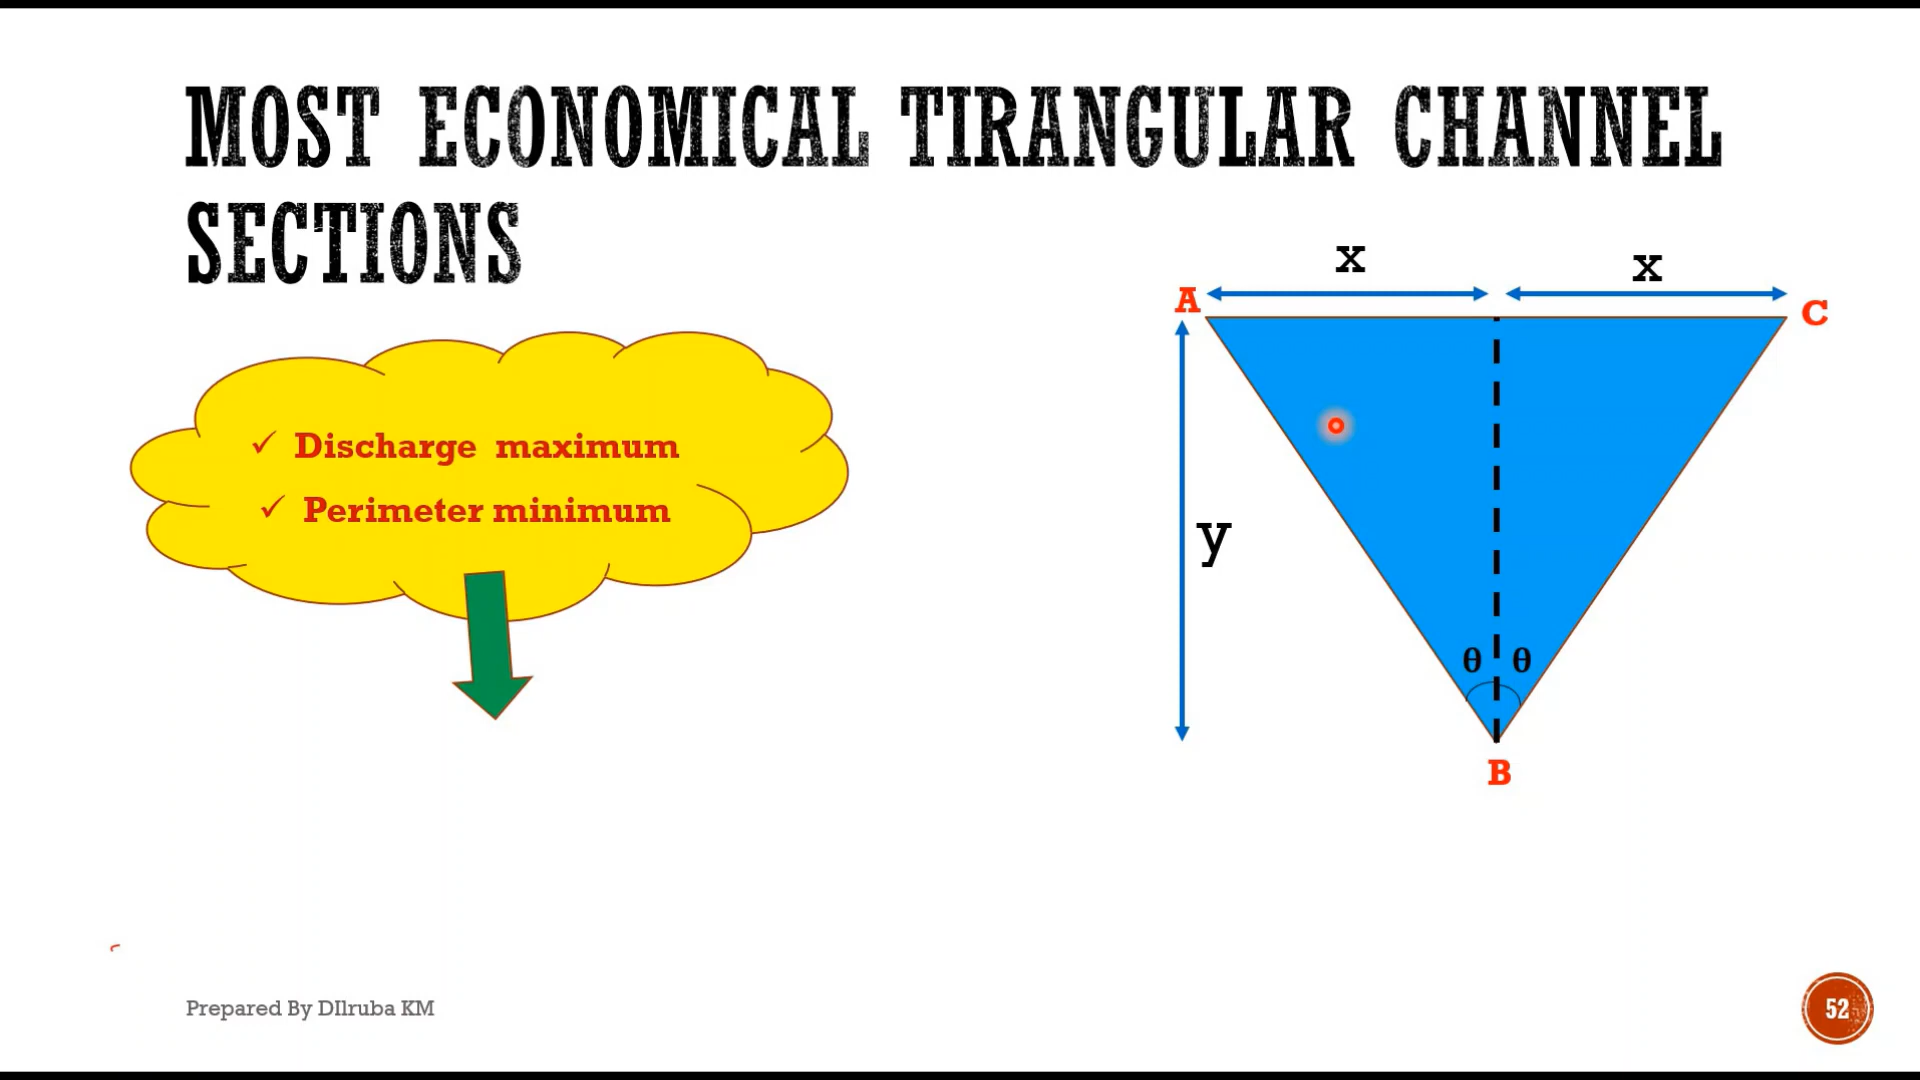 MOST ECONOMICAL TIRANGULAR CHANNEL
SECTIONS
x
x
A
C
✓ Discharge maximum
✓ Perimeter minimum
y
θ θ
B
Prepared By DIlruba KM
52